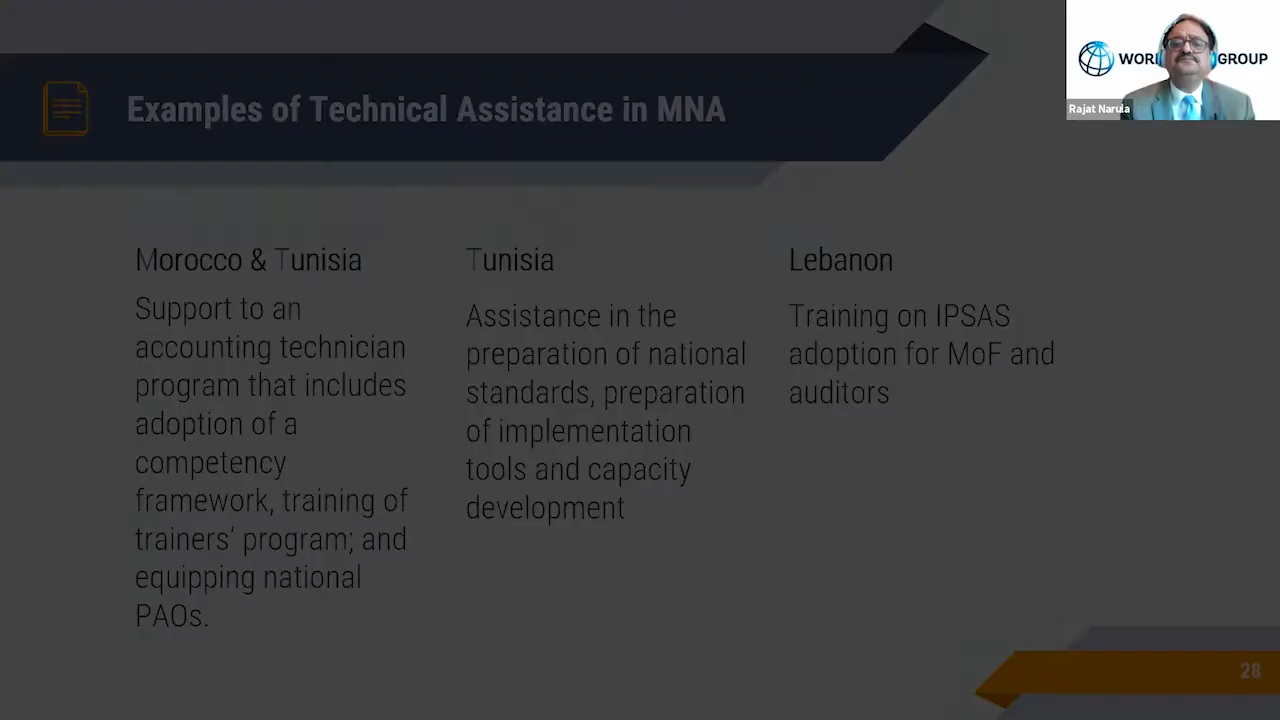 Examples of Technical Assistance in MNA
WORL GROUP
Rajat Narula
Morocco & Tunisia
Support to an
accounting technician
program that includes
adoption of a
competency
framework, training of
trainers‘ program; and
equipping national
PAOs.
Tunisia
Assistance in the
preparation of national
standards, preparation
of implementation
tools and capacity
development
Lebanon
Training on IPSAS
adoption for MoF and
auditors
28